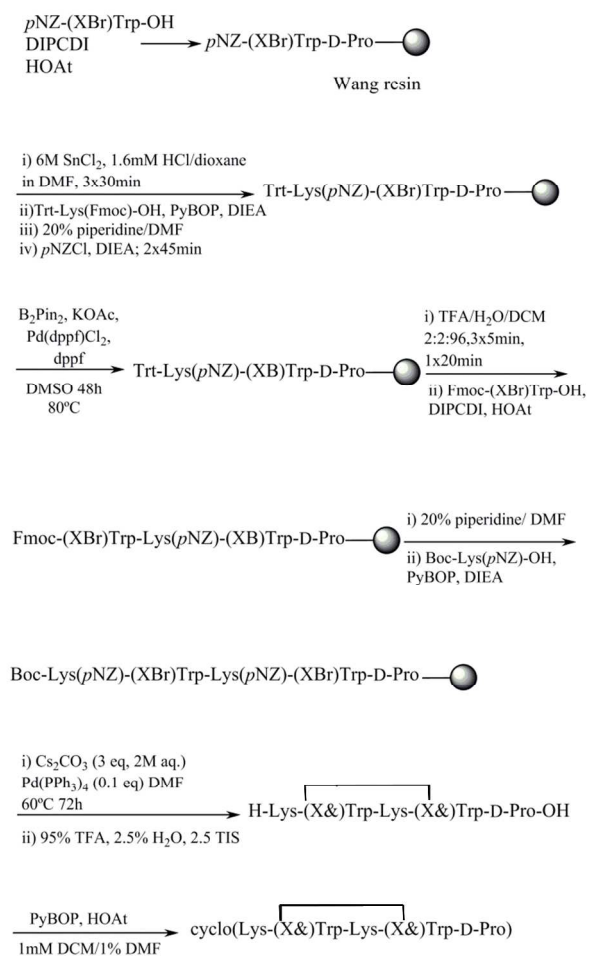 pNZ-(XBr)Trp-OH
DIPCDI
HOAt
pNZ-(XBr)Trp-D-Pro
Wang resin
i) 6M SnCl₂, 1.6mM HCl/dioxane
in DMF, 3x30min
ii)Trt-Lys(Fmoc)-OH, PyBOP, DIEA
iii) 20% piperidine/DMF
iv) pNZCl, DIEA; 2x45min
Trt-Lys(pNZ)-(XBr)Trp-D-Pro
B₂Pin₂, KOAc,
Pd(dppf)Cl₂,
dppf
DMSO 48h
80ºC
Trt-Lys(pNZ)-(XB)Trp-D-Pro
i) TFA/H₂O/DCM
2:2:96,3x5min,
1x20min
ii) Fmoc-(XBr)Trp-OH,
DIPCDI, HOAt
Fmoc-(XBr)Trp-Lys(pNZ)-(XB)Trp-D-Pro
i) 20% piperidine/ DMF
ii) Boc-Lys(pNZ)-OH,
PyBOP, DIEA
Boc-Lys(pNZ)-(XBr)Trp-Lys(pNZ)-(XBr)Trp-D-Pro
i) Cs₂CO₃ (3 eq, 2M aq.)
Pd(PPh₃)₄ (0.1 eq) DMF
60ºC 72h
ii) 95% TFA, 2.5% H₂O, 2.5 TIS
H-Lys-(X&)Trp-Lys-(X&)Trp-D-Pro-OH
PyBOP, HOAt
1mM DCM/1% DMF
cyclo(Lys-(X&)Trp-Lys-(X&)Trp-D-Pro)